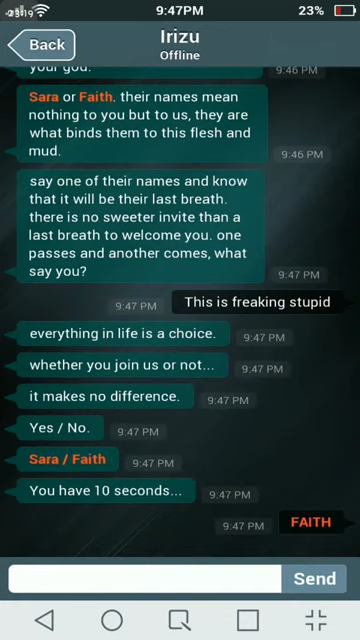 23:19
9:47PM
23%
Back
Irizu
Offline
your god.
9:46 PM
Sara or Faith. their names mean
nothing to you but to us, they are
what binds them to this flesh and
mud.
9:46 PM
say one of their names and know
that it will be their last breath.
there is no sweeter invite than a
last breath to welcome you. one
passes and another comes, what
say you?
9:47 PM
9:47 PM
This is freaking stupid
everything in life is a choice.
9:47 PM
whether you join us or not...
9:47 PM
it makes no difference.
9:47 PM
Yes / No.
9:47 PM
Sara / Faith
9:47 PM
You have 10 seconds...
9:47 PM
9:47 PM
FAITH
Send